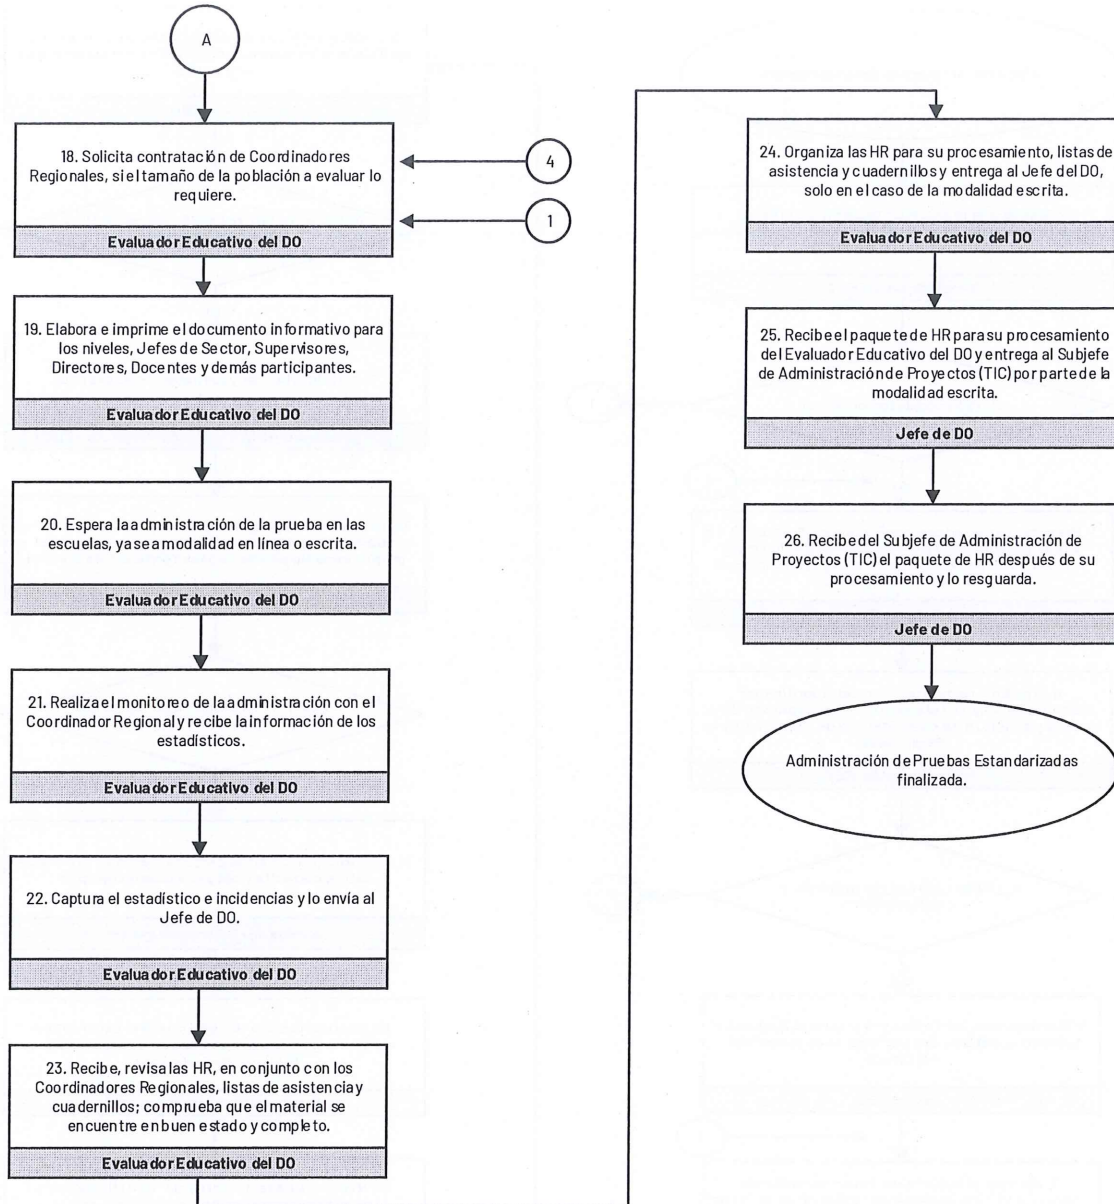 A
18. Solicita contratación de Coordinadores
Regionales, si el tamaño de la población a evaluar lo
requiere.
Evaluador Educativo del DO
4
1
19. Elabora e imprime el documento informativo para
los niveles, Jefes de Sector, Supervisores,
Directores, Docentes y demás participantes.
Evaluador Educativo del DO
20. Espera la administración de la prueba en las
escuelas, ya sea modalidad en línea o escrita.
Evaluador Educativo del DO
21. Realiza el monitoreo de la administración con el
Coordinador Regional y recibe la información de los
estadísticos.
Evaluador Educativo del DO
22. Captura el estadístico e incidencias y lo envía al
Jefe de DO.
Evaluador Educativo del DO
23. Recibe, revisa las HR, en conjunto con los
Coordinadores Regionales, listas de asistencia y
cuadernillos; comprueba que el material se
encuentre en buen estado y completo.
Evaluador Educativo del DO
24. Organiza las HR para su procesamiento, listas de
asistencia y cuadernillos y entrega al Jefe del DO,
solo en el caso de la modalidad escrita.
Evaluador Educativo del DO
25. Recibe el paquete de HR para su procesamiento
del Evaluador Educativo del DO y entrega al Subjefe
de Administración de Proyectos (TIC) por parte de la
modalidad escrita.
Jefe de DO
26. Recibe del Subjefe de Administración de
Proyectos (TIC) el paquete de HR después de su
procesamiento y lo resguarda.
Jefe de DO
Administración de Pruebas Estandarizadas
finalizada.